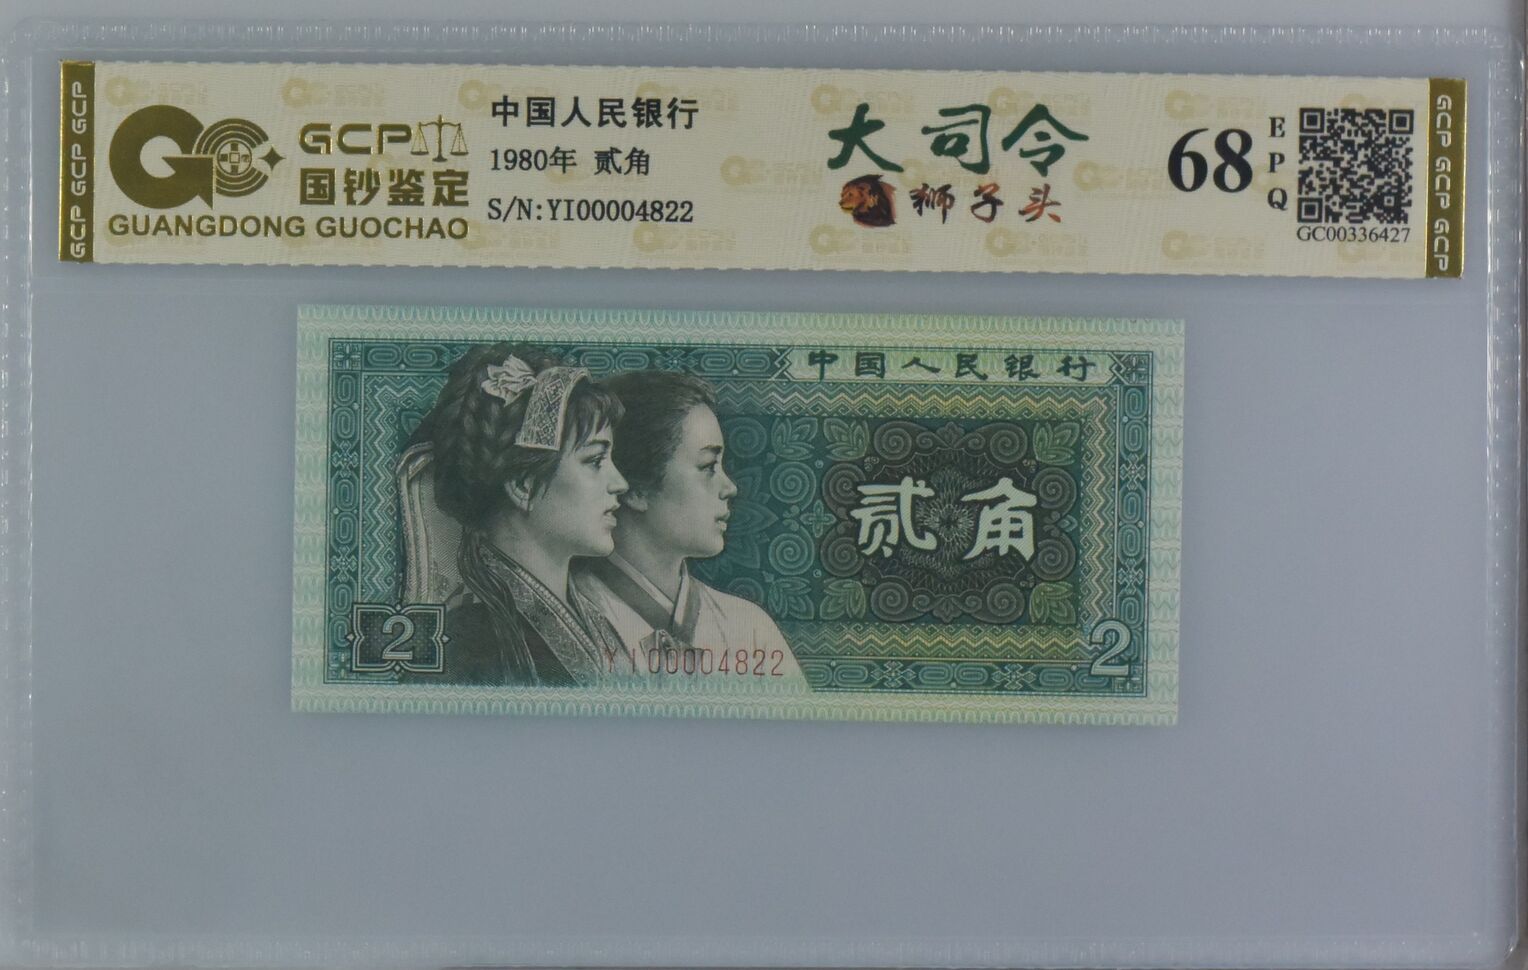 GCP GCP GCP
GCP
国钞鉴定
GUANGDONG GUOCHAO
中国人民银行
1980年 贰角
S/N:YI00004822
大司令
狮子头
68
EPQ
GC00336427
GCP GCP GCP
中国人民银行
贰角
2
YI00004822
2